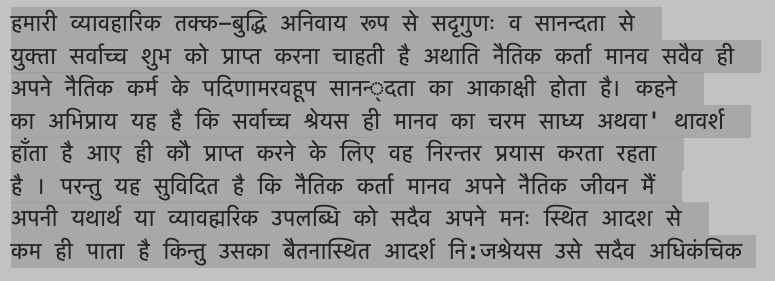 हमारी व्यावहारिक तक्क–बुद्धि अनिवाय रूप से सदृगुणः व सानन्दता से
युक्ता सर्वाच्च शुभ को प्राप्त करना चाहती है अथाति नैतिक कर्ता मानव सवैव ही
अपने नैतिक कर्म के पदिणामरवहूप सानन््दता का आकाक्षी होता है। कहने
का अभिप्राय यह है कि सर्वाच्च श्रेयस ही मानव का चरम साध्य अथवा' थावर्श
हाँता है आए ही कौ प्राप्त करने के लिए वह निरन्तर प्रयास करता रहता
है । परन्तु यह सुविदित है कि नैतिक कर्ता मानव अपने नैतिक जीवन मैं
अपनी यथार्थ या व्यावह्मरिक उपलब्धि को सदैव अपने मनः स्थित आदश से
कम ही पाता है किन्तु उसका बैतनास्थित आदर्श नि:जश्रेयस उसे सदैव अधिकंचिक